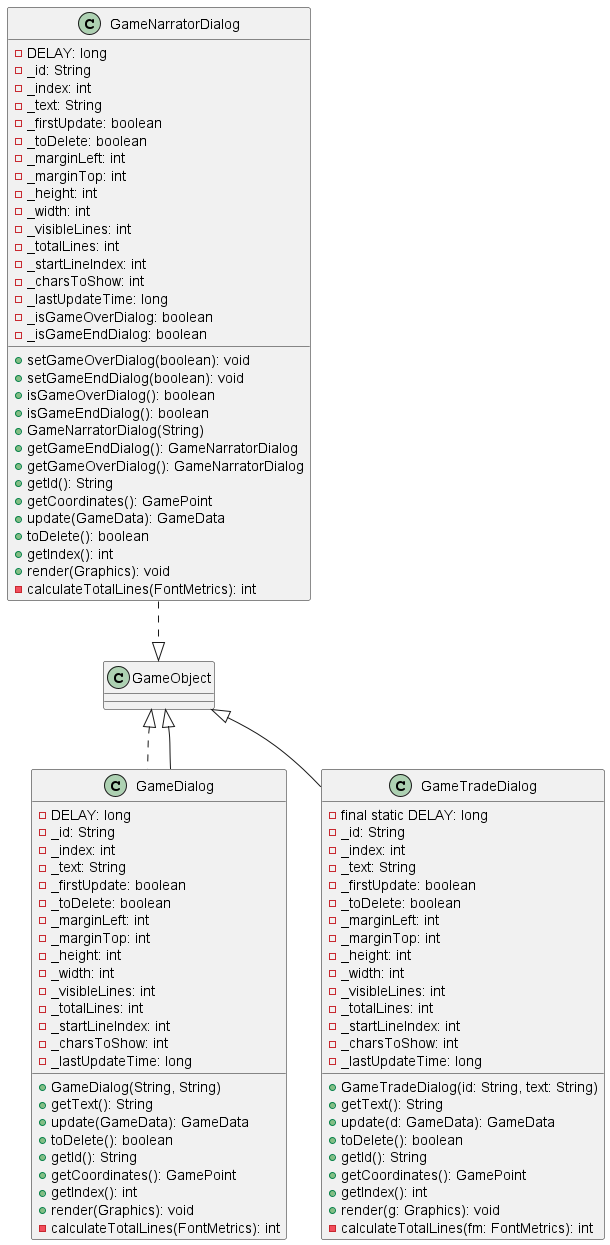 C GameNarratorDialog
DELAY: long
_id: String
_index: int
_text: String
_firstUpdate: boolean
_toDelete: boolean
_marginLeft: int
_marginTop: int
_height: int
_width: int
_visibleLines: int
_totalLines: int
_startLineIndex: int
_charsToShow: int
_lastUpdateTime: long
_isGameOverDialog: boolean
_isGameEndDialog: boolean
setGameOverDialog(boolean): void
setGameEndDialog(boolean): void
isGameOverDialog(): boolean
isGameEndDialog(): boolean
GameNarratorDialog(String)
getGameEndDialog(): GameNarratorDialog
getGameOverDialog(): GameNarratorDialog
getId(): String
getCoordinates(): GamePoint
update(GameData): GameData
toDelete(): boolean
getIndex(): int
render(Graphics): void
calculateTotalLines(FontMetrics): int
C GameObject
C GameDialog
DELAY: long
_id: String
_index: int
_text: String
_firstUpdate: boolean
_toDelete: boolean
_marginLeft: int
_marginTop: int
_height: int
_width: int
_visibleLines: int
_totalLines: int
_startLineIndex: int
_charsToShow: int
_lastUpdateTime: long
GameDialog(String, String)
getText(): String
update(GameData): GameData
toDelete(): boolean
getId(): String
getCoordinates(): GamePoint
getIndex(): int
render(Graphics): void
calculateTotalLines(FontMetrics): int
C GameTradeDialog
final static DELAY: long
_id: String
_index: int
_text: String
_firstUpdate: boolean
_toDelete: boolean
_marginLeft: int
_marginTop: int
_height: int
_width: int
_visibleLines: int
_totalLines: int
_startLineIndex: int
_charsToShow: int
_lastUpdateTime: long
GameTradeDialog(id: String, text: String)
getText(): String
update(d: GameData): GameData
toDelete(): boolean
getId(): String
getCoordinates(): GamePoint
getIndex(): int
render(g: Graphics): void
calculateTotalLines(fm: FontMetrics): int